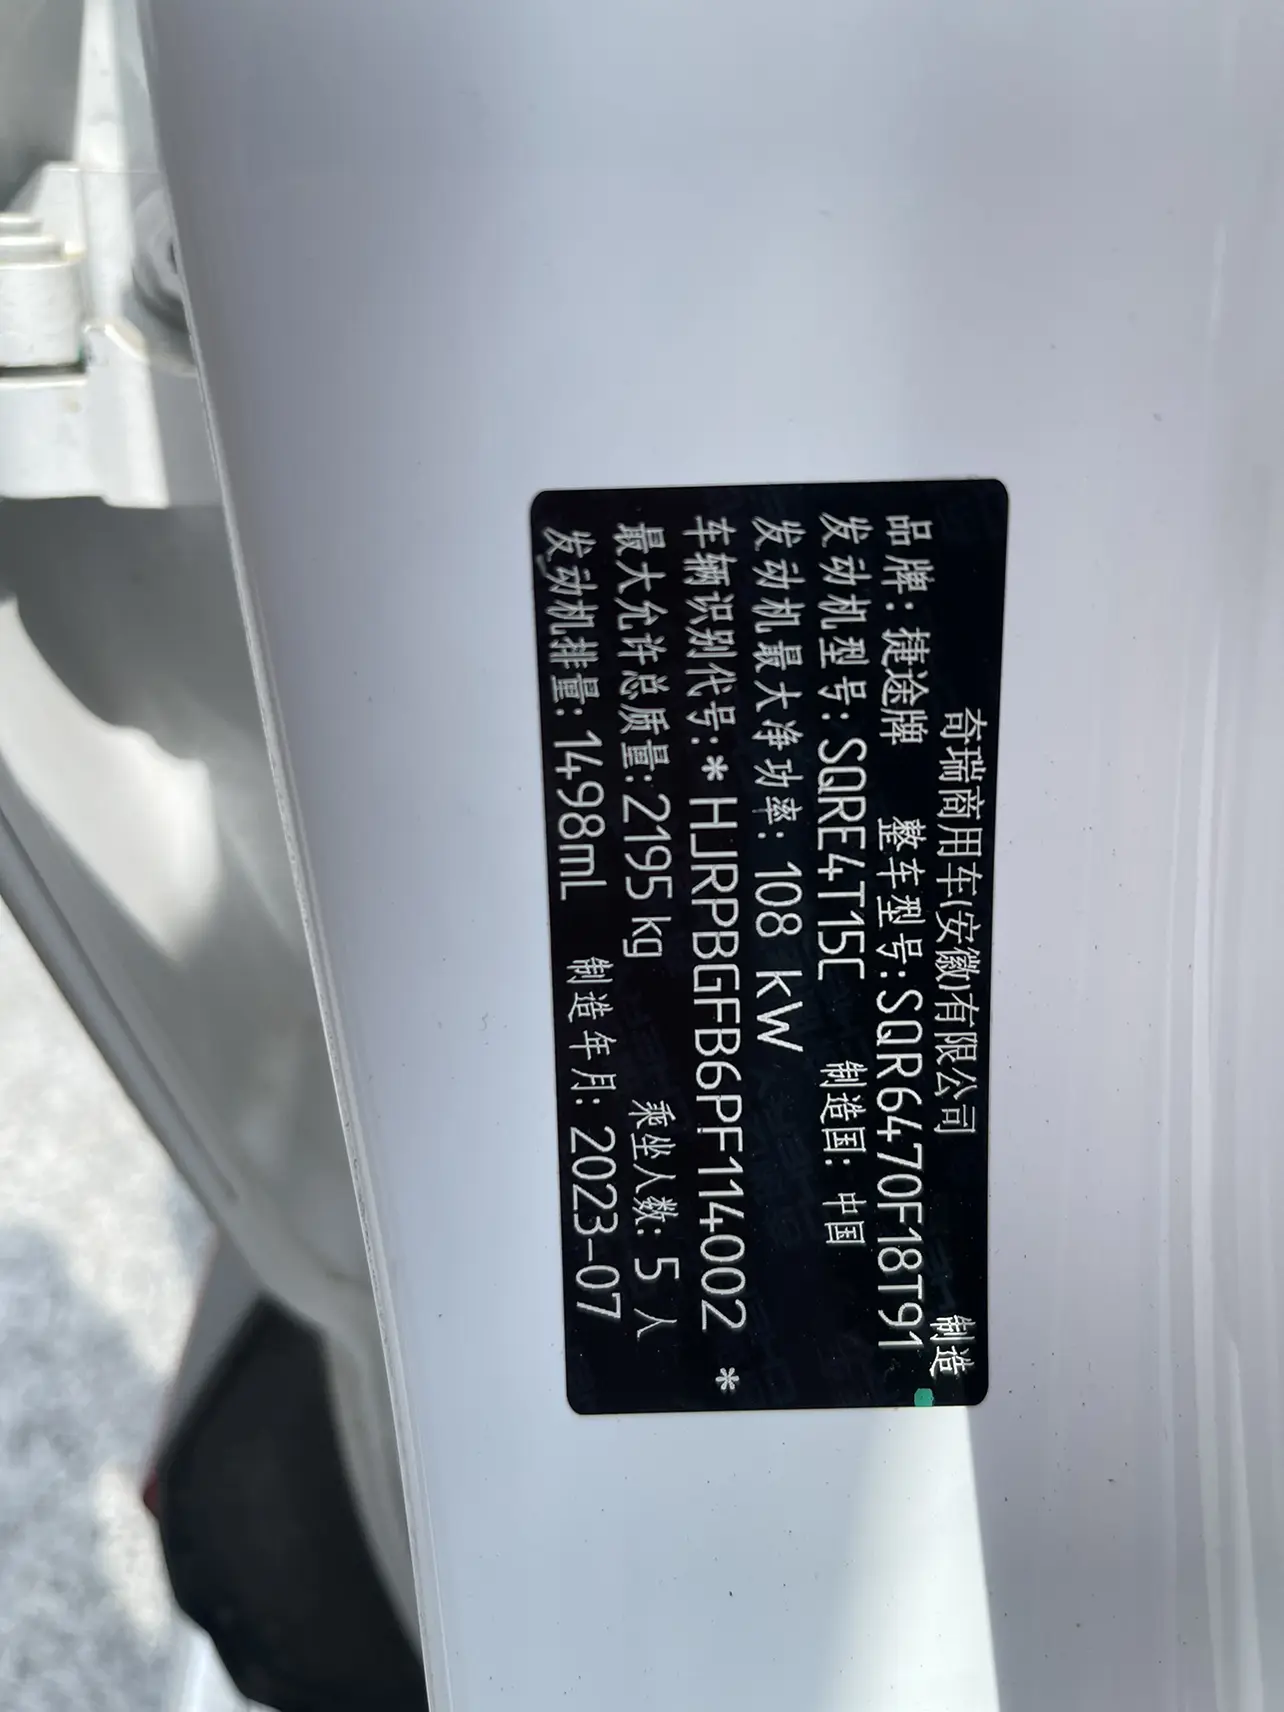 奇瑞商用车(安徽)有限公司 制造
品牌：捷途牌 整车型号：SQR6470F18T91
发动机型号：SQRE4T15C 制造国：中国
发动机最大净功率：108 kW
车辆识别代号：*HJRPBGFB6PF114002*
最大允许总质量：2195kg 乘坐人数：5人
发动机排量：1498mL 制造年月：2023-07